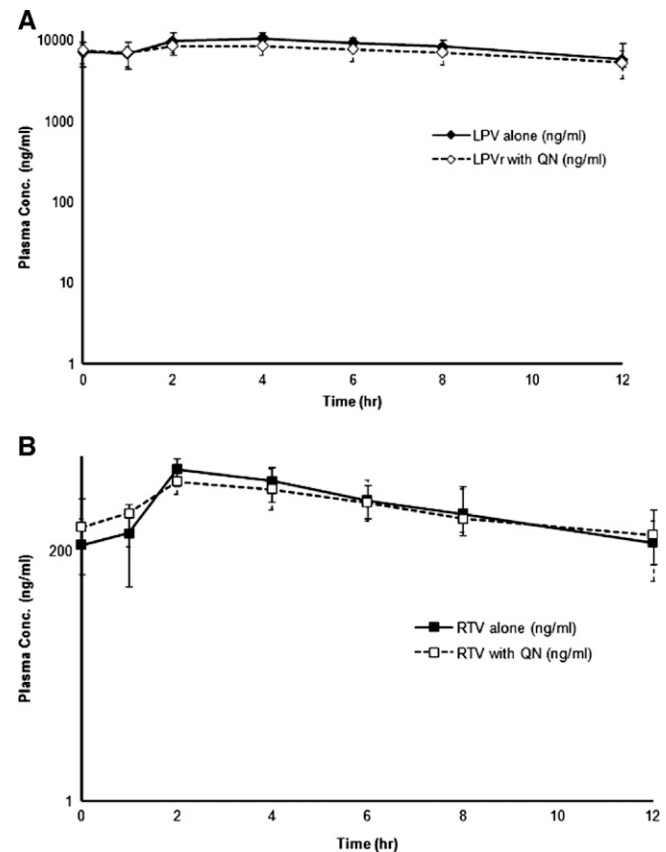 A
10000
1000
100
10
1
Plasma Conc. (ng/ml)
LPV alone (ng/ml)
LPVr with QN (ng/ml)
0 2 4 6 8 10 12
Time (hr)
B
200
1
Plasma Conc. (ng/ml)
RTV alone (ng/ml)
RTV with QN (ng/ml)
0 2 4 6 8 10 12
Time (hr)